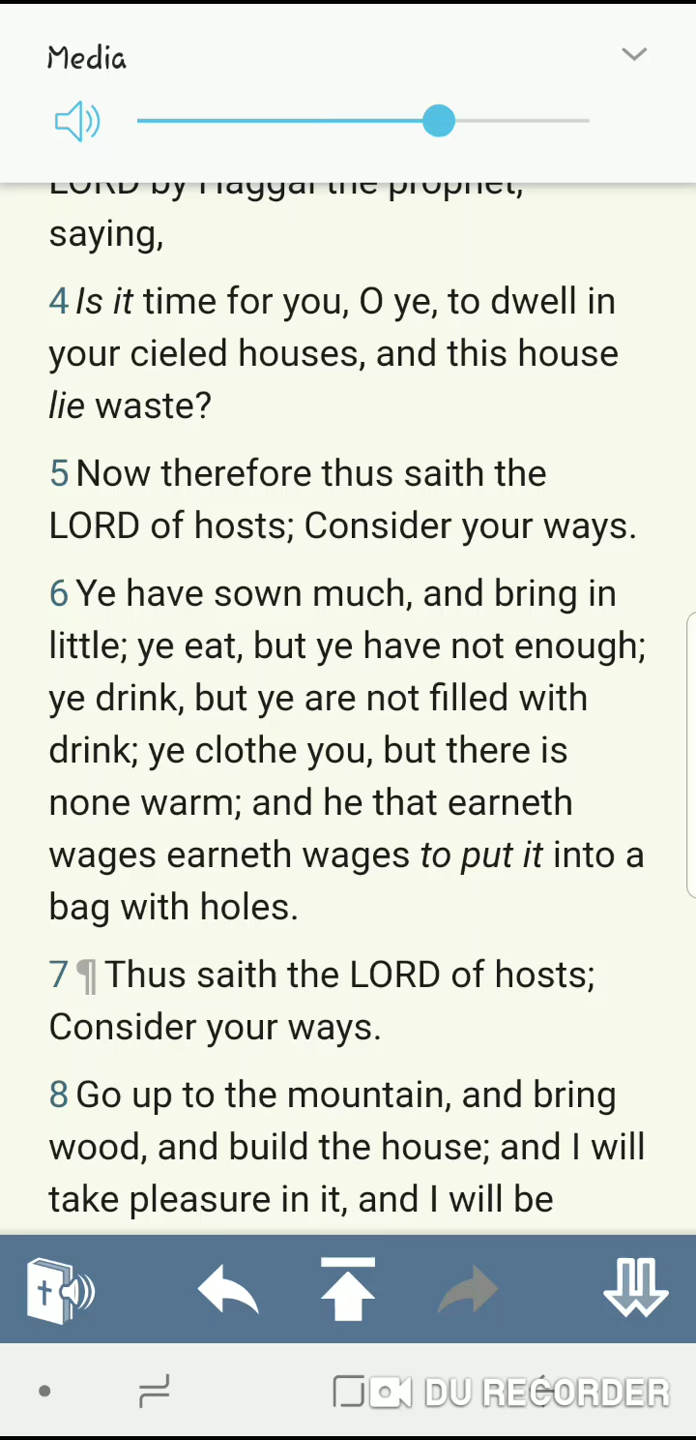 Media
LORD by Haggai the prophet,
saying,
4 Is it time for you, O ye, to dwell in
your cieled houses, and this house
lie waste?
5 Now therefore thus saith the
LORD of hosts; Consider your ways.
6 Ye have sown much, and bring in
little; ye eat, but ye have not enough;
ye drink, but ye are not filled with
drink; ye clothe you, but there is
none warm; and he that earneth
wages earneth wages to put it into a
bag with holes.
7 ¶ Thus saith the LORD of hosts;
Consider your ways.
8 Go up to the mountain, and bring
wood, and build the house; and I will
take pleasure in it, and I will be
DU RECORDER